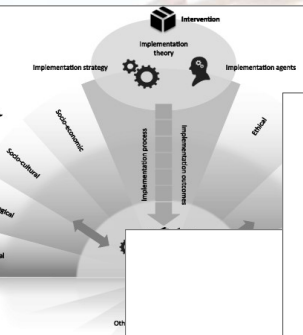 Intervention
Implementation
theory
Implementation strategy
Implementation agents
Socio-economic
Socio-cultural
Ethical
Implementation process
Implementation outcomes